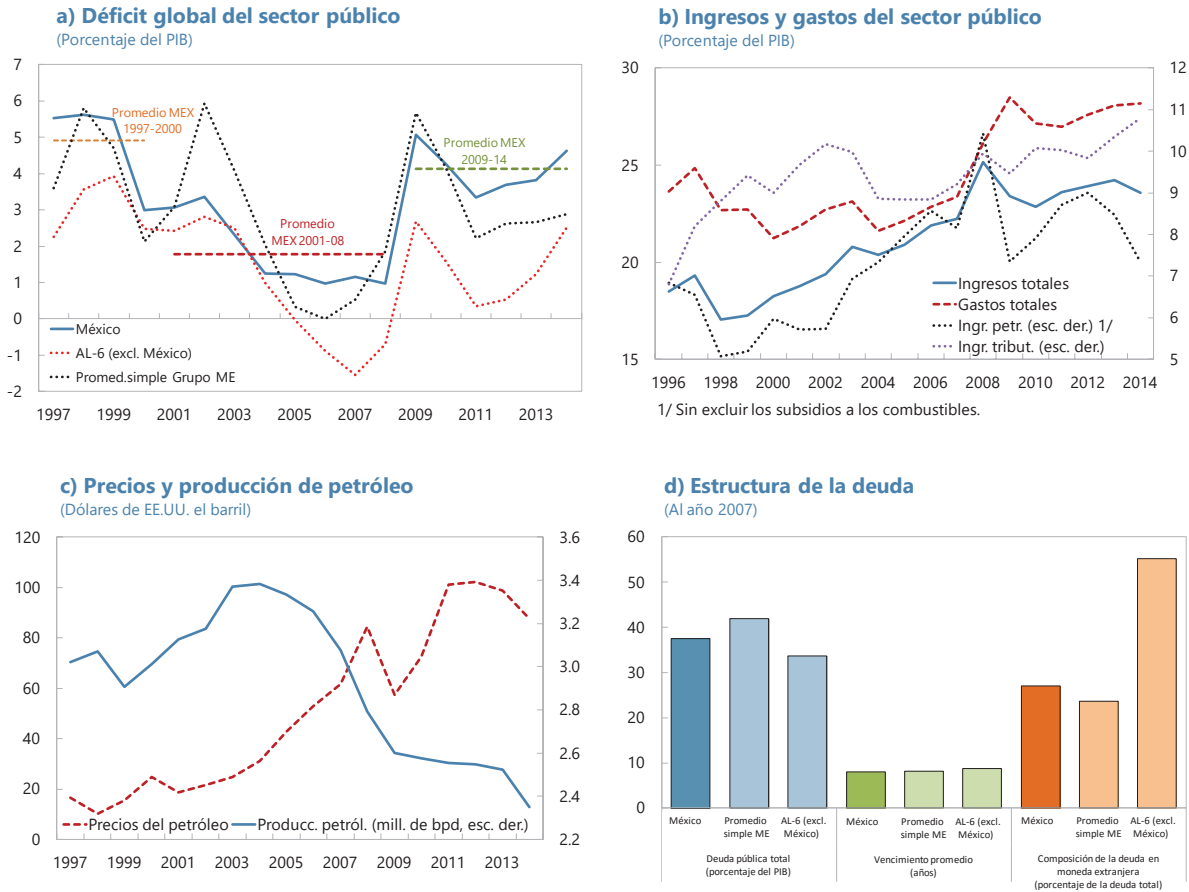 a) Déficit global del sector público
(Porcentaje del PIB)
7
6
5
4
3
2
1
0
-1
-2
Promedio MEX
1997-2000
Promedio MEX
2009-14
Promedio
MEX 2001-08
México
AL-6 (excl. México)
Promed.simple Grupo ME
1997 1999 2001 2003 2005 2007 2009 2011 2013
b) Ingresos y gastos del sector público
(Porcentaje del PIB)
30
25
20
15
12
11
10
9
8
7
6
5
Ingresos totales
Gastos totales
Ingr. petr. (esc. der.) 1/
Ingr. tribut. (esc. der.)
1996 1998 2000 2002 2004 2006 2008 2010 2012 2014
1/ Sin excluir los subsidios a los combustibles.
c) Precios y producción de petróleo
(Dólares de EE.UU. el barril)
120
100
80
60
40
20
0
3.6
3.4
3.2
3.0
2.8
2.6
2.4
2.2
Precios del petróleo
Producc. petról. (mill. de bpd, esc. der.)
1997 1999 2001 2003 2005 2007 2009 2011 2013
d) Estructura de la deuda
(Al año 2007)
60
50
40
30
20
10
0
México
Promedio
simple ME
AL-6 (excl.
México)
México
Promedio
simple ME
AL-6 (excl.
México)
México
Promedio
simple ME
AL-6 (excl.
México)
Deuda pública total
(porcentaje del PIB)
Vencimiento promedio
(años)
Composición de la deuda en
moneda extranjera
(porcentaje de la deuda total)